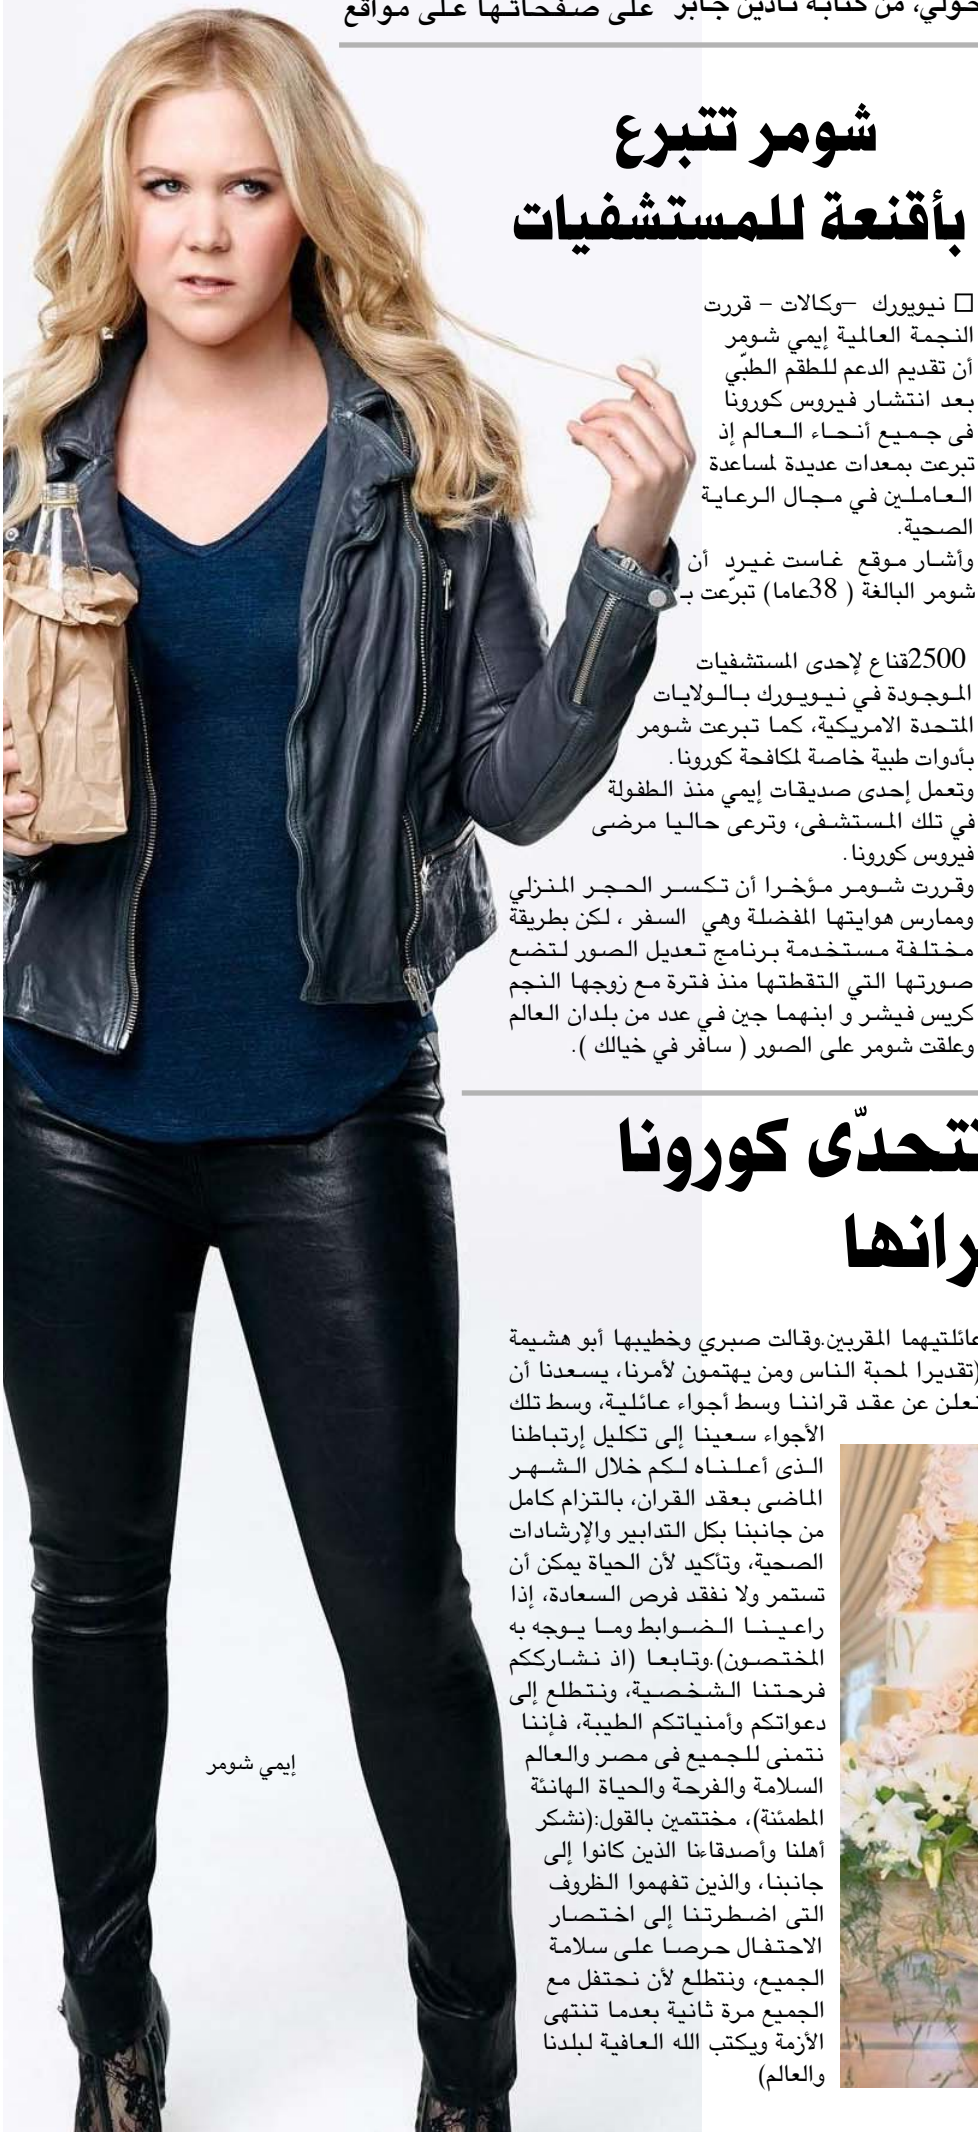 حولي، من كتابة نادين جابر على صفحاتها على مواقع
شومر تتبرع
بأقنعة للمستشفيات
□ نيويورك –وكالات – قررت
النجمة العالمية إيمي شومر
أن تقديم الدعم للطقم الطبّي
بعد انتشار فيروس كورونا
فى جميع أنحاء العالم إذ
تبرعت بمعدات عديدة لمساعدة
العاملين في مجال الرعاية
الصحية.
وأشار موقع غاست غيرد أن
شومر البالغة ( 38عاما) تبرّعت بـ
2500قناع لإحدى المستشفيات
الموجودة في نيويورك بالولايات
المتحدة الامريكية، كما تبرعت شومر
بأدوات طبية خاصة لمكافحة كورونا.
وتعمل إحدى صديقات إيمي منذ الطفولة
في تلك المستشفى، وترعى حاليا مرضى
فيروس كورونا.
وقررت شومر مؤخرا أن تكسر الحجر المنزلي
وممارس هوايتها المفضلة وهي السفر ، لكن بطريقة
مختلفة مستخدمة برنامج تعديل الصور لتضع
صورتها التي التقطتها منذ فترة مع زوجها النجم
كريس فيشر و ابنهما جين في عدد من بلدان العالم
وعلقت شومر على الصور ( سافر في خيالك ).
تتحدّى كورونا
رانها
عائلتيهما المقربين.وقالت صبري وخطيبها أبو هشيمة
(تقديرا لمحبة الناس ومن يهتمون لأمرنا، يسعدنا أن
نعلن عن عقد قراننا وسط أجواء عائلية، وسط تلك
الأجواء سعينا إلى تكليل إرتباطنا
الذى أعلناه لكم خلال الشهر
الماضى بعقد القران، بالتزام كامل
من جانبنا بكل التدابير والإرشادات
الصحية، وتأكيد لأن الحياة يمكن أن
تستمر ولا نفقد فرص السعادة، إذا
راعينا الضوابط وما يوجه به
المختصون).وتابعا (اذ نشارككم
فرحتنا الشخصية، ونتطلع إلى
دعواتكم وأمنياتكم الطيبة، فإننا
نتمنى للجميع فى مصر والعالم
السلامة والفرحة والحياة الهانئة
المطمئنة)، مختتمين بالقول:(نشكر
أهلنا وأصدقاءنا الذين كانوا إلى
جانبنا، والذين تفهموا الظروف
التى اضطرتنا إلى اختصار
الاحتفال حرصا على سلامة
الجميع، ونتطلع لأن نحتفل مع
الجميع مرة ثانية بعدما تنتهى
الأزمة ويكتب الله العافية لبلدنا
والعالم)
إيمي شومر